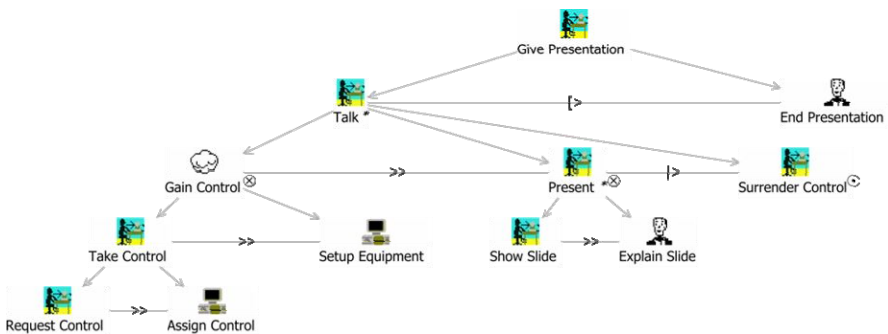 Give Presentation
Talk * [> End Presentation
Gain Control >> Present * |> Surrender Control
Take Control >> Setup Equipment Show Slide >> Explain Slide
Request Control >> Assign Control